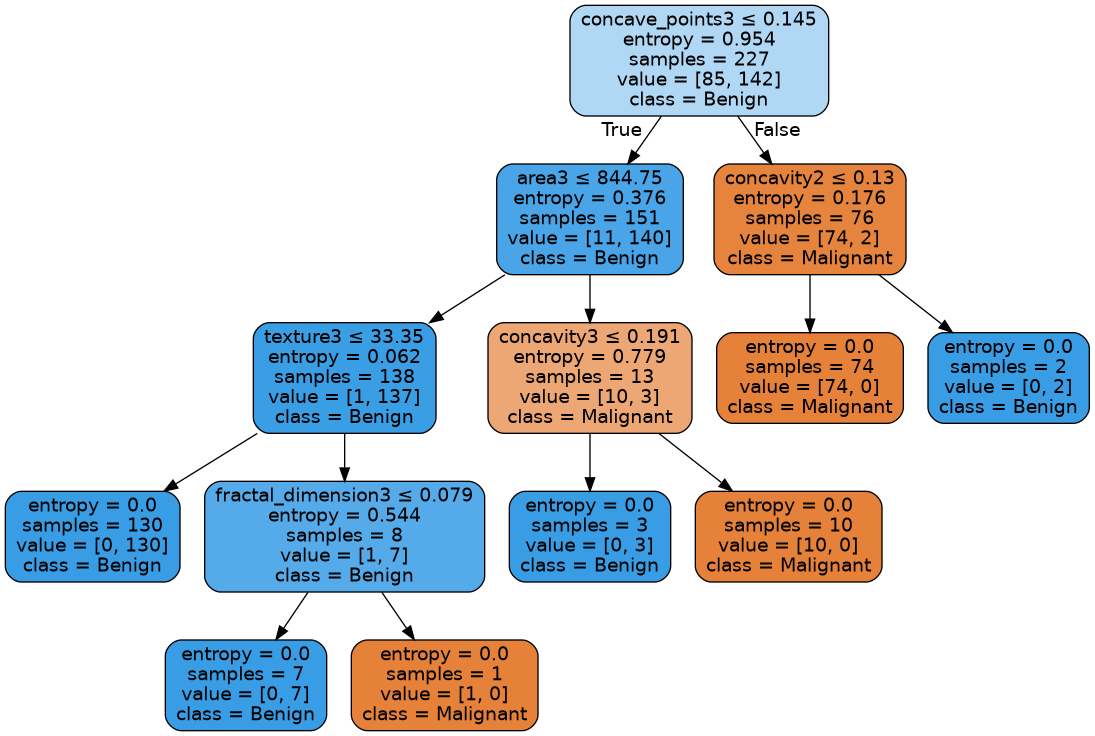 concave_points3 ≤ 0.145
entropy = 0.954
samples = 227
value = [85, 142]
class = Benign
True
False
area3 ≤ 844.75
entropy = 0.376
samples = 151
value = [11, 140]
class = Benign
concavity2 ≤ 0.13
entropy = 0.176
samples = 76
value = [74, 2]
class = Malignant
texture3 ≤ 33.35
entropy = 0.062
samples = 138
value = [1, 137]
class = Benign
concavity3 ≤ 0.191
entropy = 0.779
samples = 13
value = [10, 3]
class = Malignant
entropy = 0.0
samples = 74
value = [74, 0]
class = Malignant
entropy = 0.0
samples = 2
value = [0, 2]
class = Benign
entropy = 0.0
samples = 130
value = [0, 130]
class = Benign
fractal_dimension3 ≤ 0.079
entropy = 0.544
samples = 8
value = [1, 7]
class = Benign
entropy = 0.0
samples = 3
value = [0, 3]
class = Benign
entropy = 0.0
samples = 10
value = [10, 0]
class = Malignant
entropy = 0.0
samples = 7
value = [0, 7]
class = Benign
entropy = 0.0
samples = 1
value = [1, 0]
class = Malignant